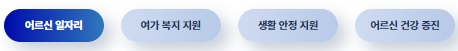 어르신 일자리
여가 복지 지원
생활 안정 지원
어르신 건강 증진